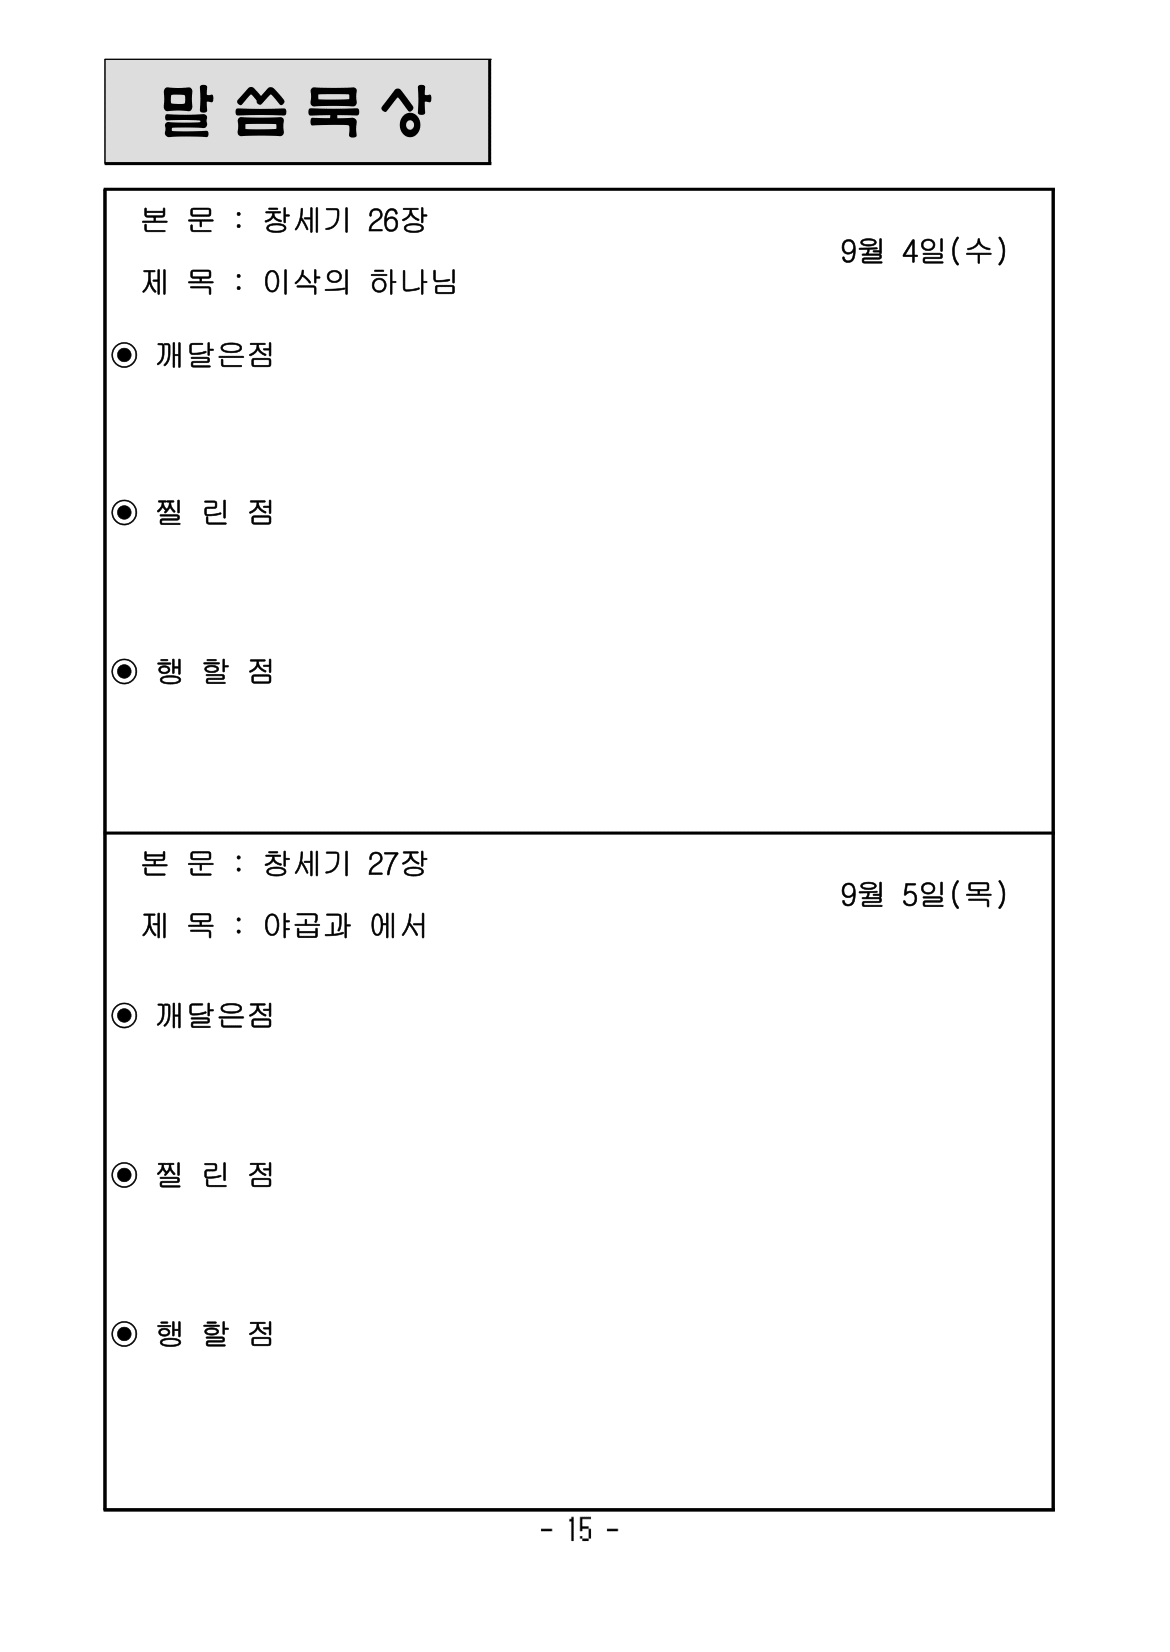 말씀묵상
본 문 : 창세기 26장
9월 4일(수)
제 목 : 이삭의 하나님
◉ 깨달은점
◉ 찔 린 점
◉ 행 할 점
본 문 : 창세기 27장
9월 5일(목)
제 목 : 야곱과 에서
◉ 깨달은점
◉ 찔 린 점
◉ 행 할 점
- 15 -